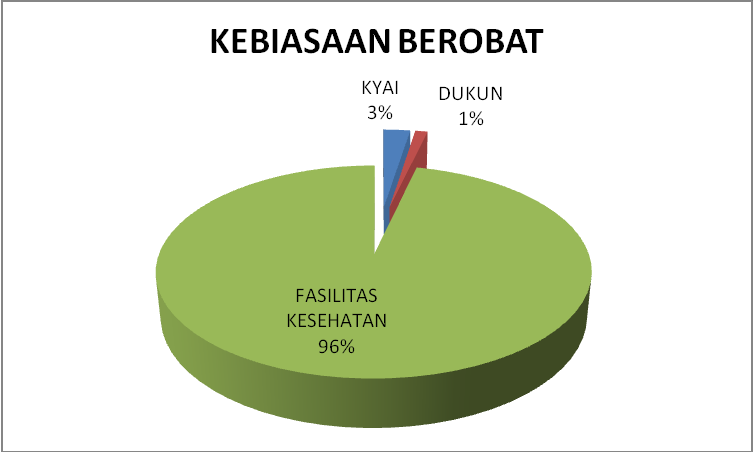 KEBIASAAN BEROBAT
KYAI
3%
DUKUN
1%
FASILITAS
KESEHATAN
96%